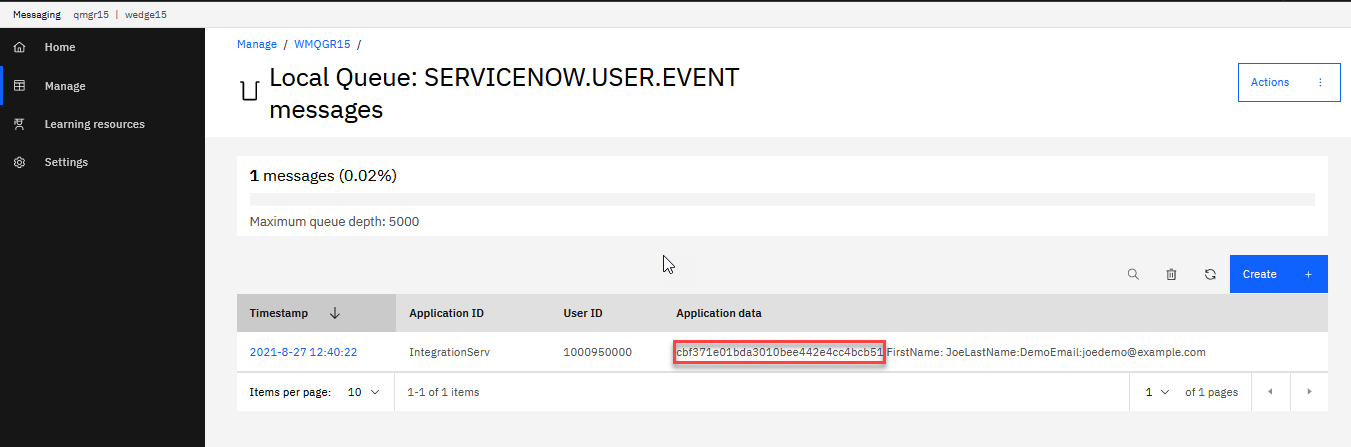 Messaging qmgr15 | wedge15
Home
Manage
Learning resources
Settings
Manage / WMQGR15 /
Local Queue: SERVICENOW.USER.EVENT
messages
Actions
1 messages (0.02%)
Maximum queue depth: 5000
Create +
Timestamp Application ID User ID Application data
2021-8-27 12:40:22 IntegrationServ 1000950000 cbf371e01bda3010bee442e4cc4bcb51FirstName: JoeLastName:DemoEmail:joedemo@example.com
Items per page: 10 1-1 of 1 items 1 of 1 pages